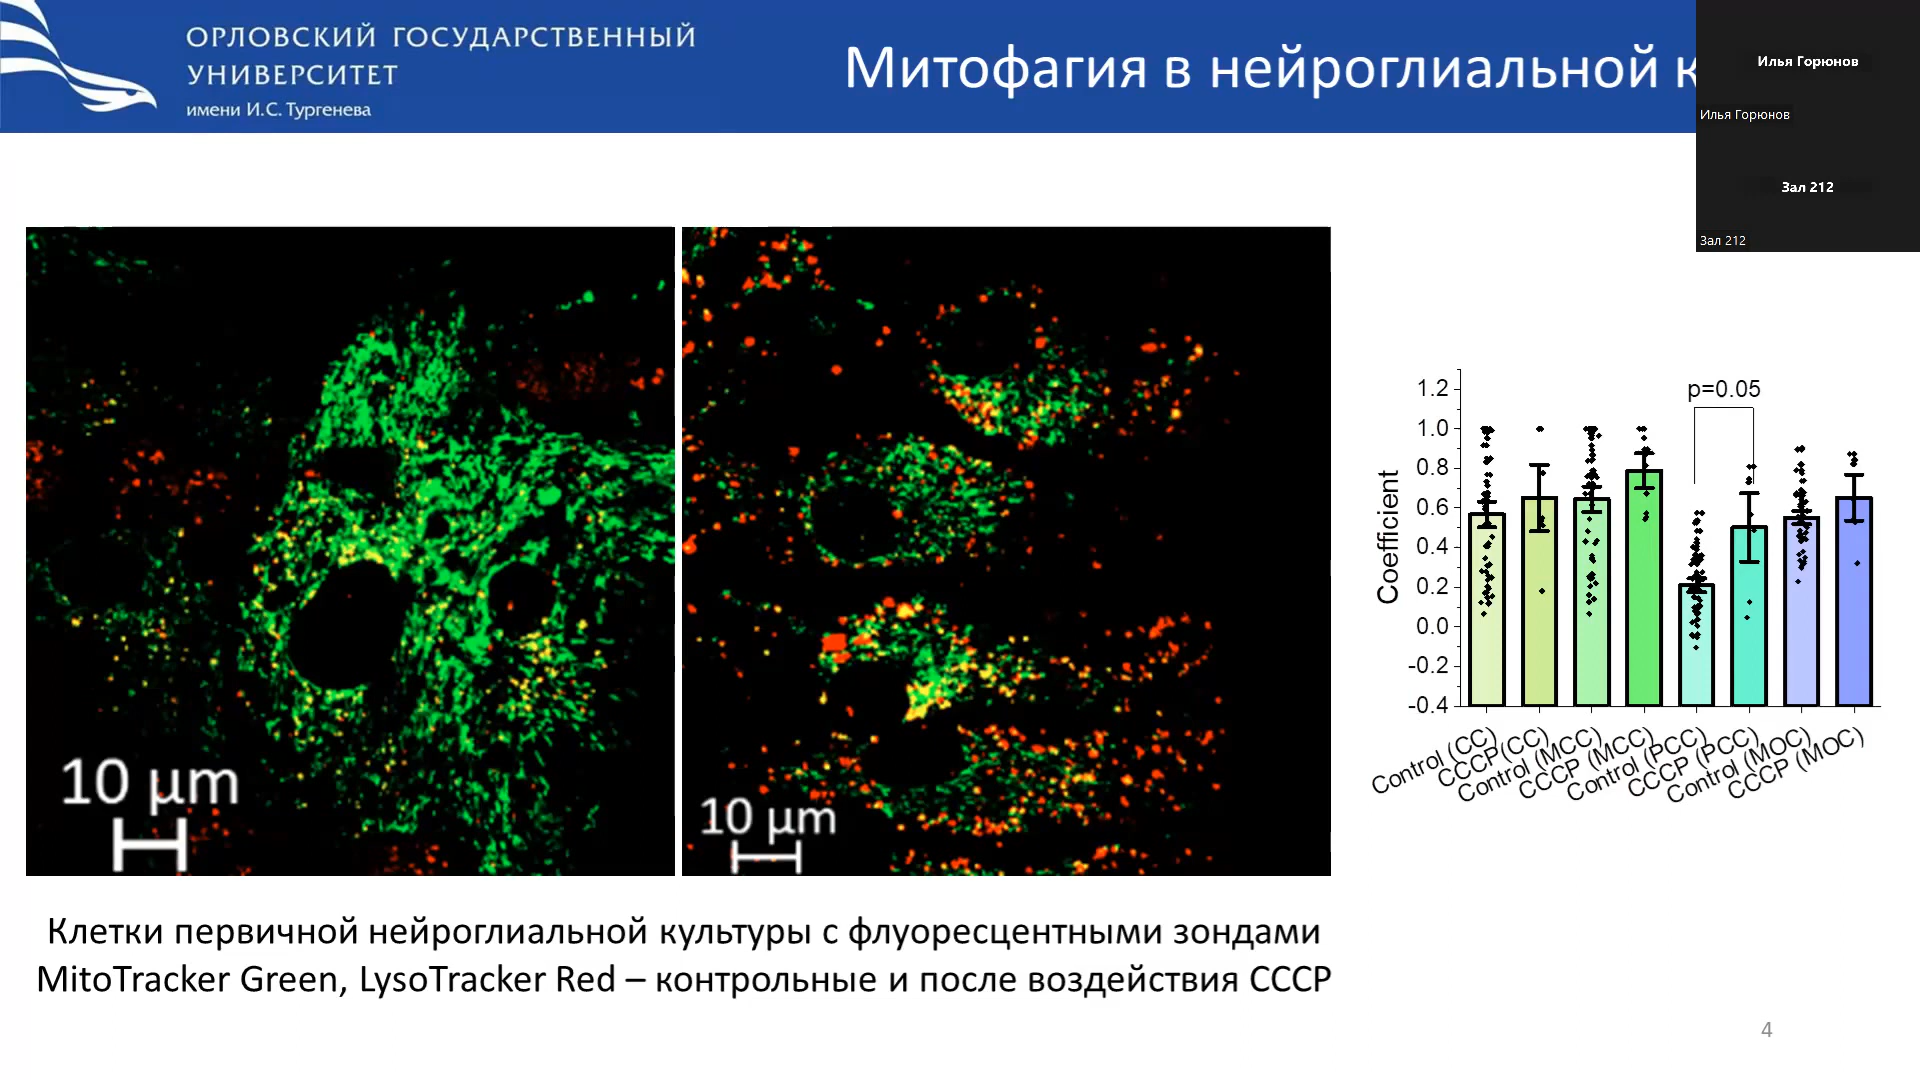 ОРЛОВСКИЙ ГОСУДАРСТВЕННЫЙ
УНИВЕРСИТЕТ
имени И.С. Тургенева
Митофагия в нейроглиальной
Илья Горюнов
Илья Горюнов
Зал 212
Зал 212
10 µm
10 µm
p=0.05
Coefficient
1.2
1.0
0.8
0.6
0.4
0.2
0.0
-0.2
-0.4
Control (CC)
CCCP(CC)
Control (MCC)
CCCP (MCC)
Control (PCC)
CCCP (PCC)
Control (MOC)
CCCP (MOC)
Клетки первичной нейроглиальной культуры с флуоресцентными зондами
MitoTracker Green, LysoTracker Red – контрольные и после воздействия CCCP
4